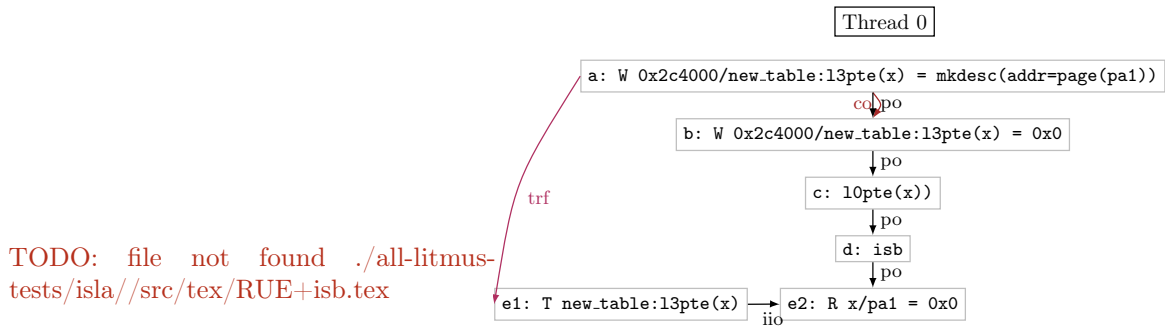 Thread 0
a: W 0x2c4000/new_table:l3pte(x) = mkdesc(addr=page(pa1))
co po
b: W 0x2c4000/new_table:l3pte(x) = 0x0
po
c: l0pte(x))
trf
po
d: isb
po
TODO: file not found ./all-litmus-
tests/isla//src/tex/RUE+isb.tex
e1: T new_table:l3pte(x)
iio
e2: R x/pa1 = 0x0